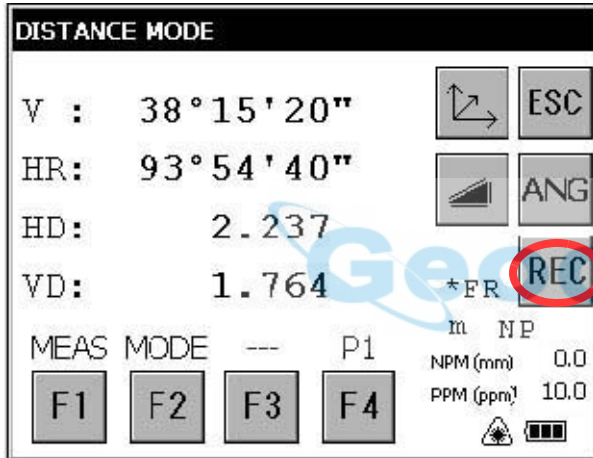 DISTANCE MODE
V : 38°15'20"
ESC
HR: 93°54'40"
ANG
HD: 2.237
VD: 1.764
Geo
*FR
REC
m NP
MEAS MODE --- P1
NPM (mm) 0.0
F1 F2 F3 F4
PPM (ppm) 10.0